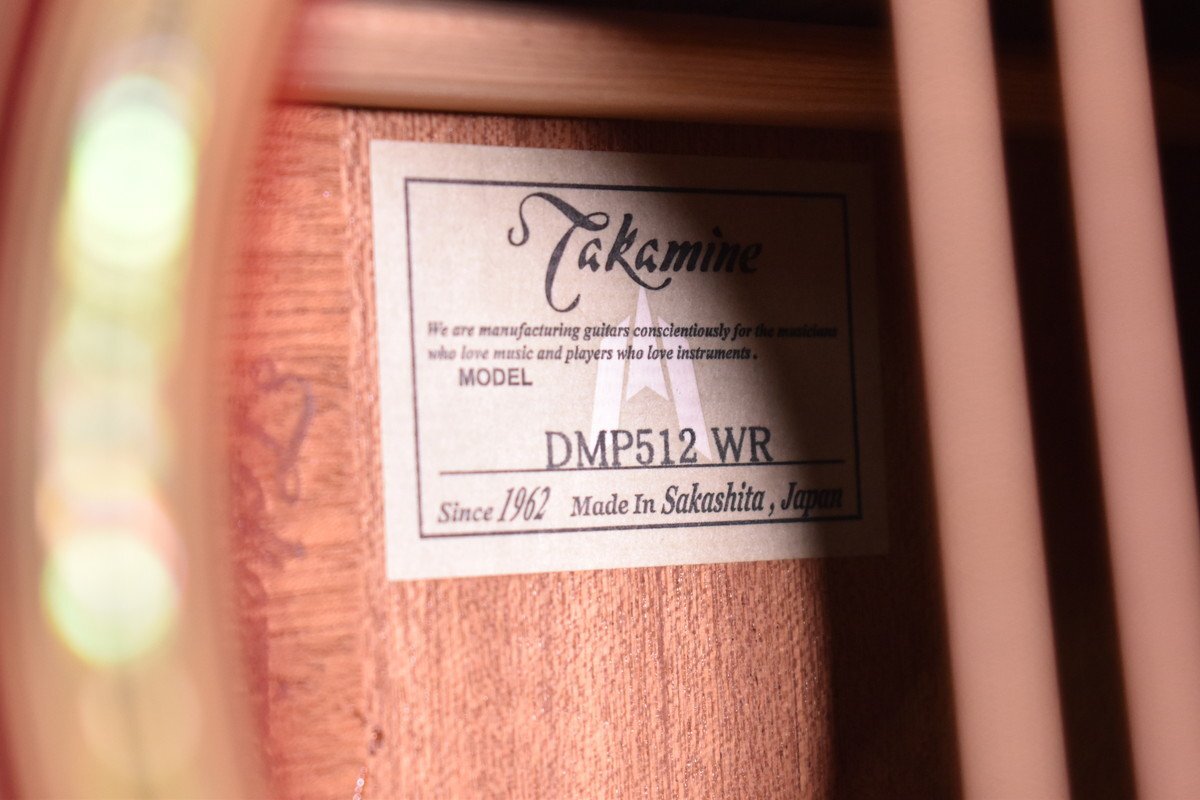 Takamine
We are manufacturing guitars conscientiously for the musicians
who love music and players who love instruments.
MODEL
DMP512 WR
Since 1962 Made In Sakashita, Japan